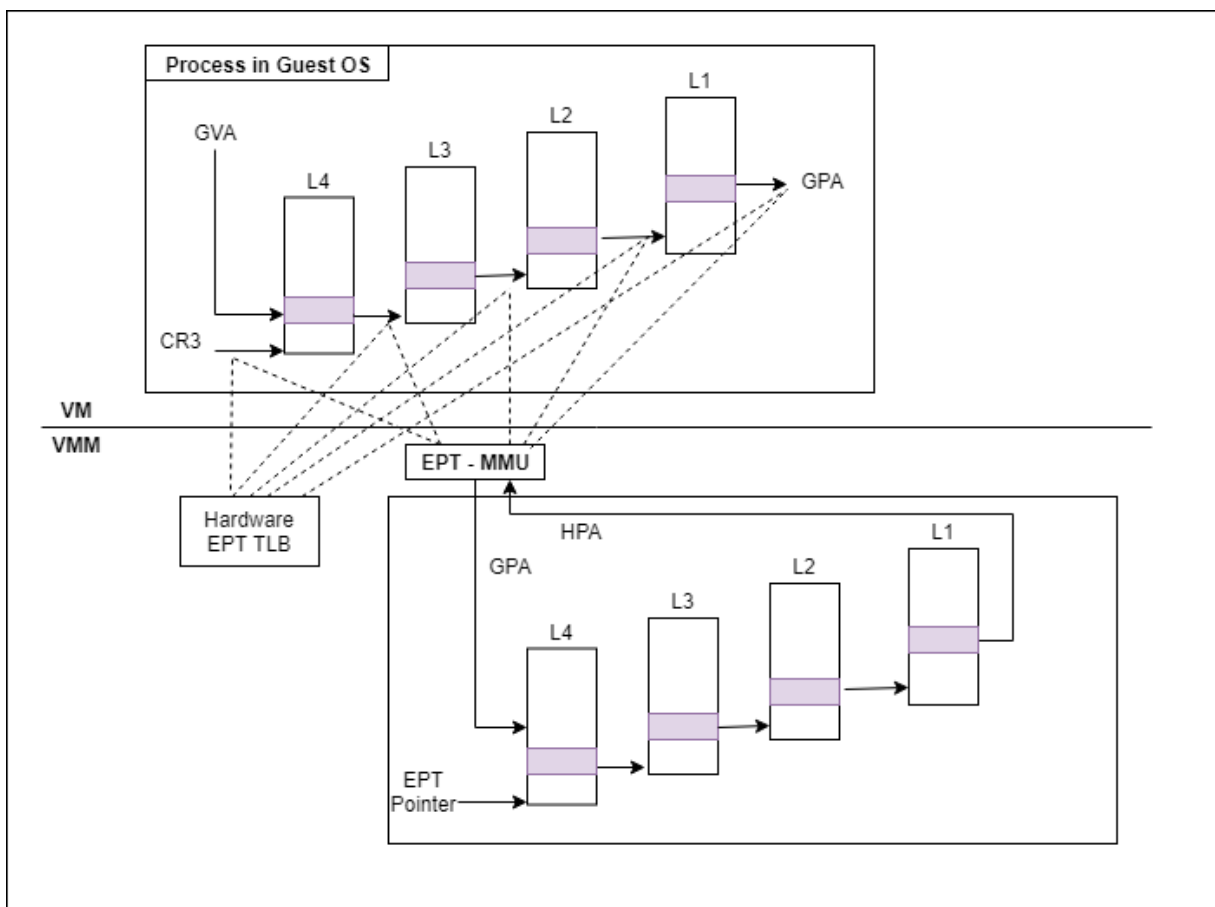 Process in Guest OS
L1
L2
GVA
L3
L4
GPA
CR3
VM
VMM
EPT - MMU
Hardware
EPT TLB
HPA
L1
GPA
L2
L3
L4
EPT
Pointer